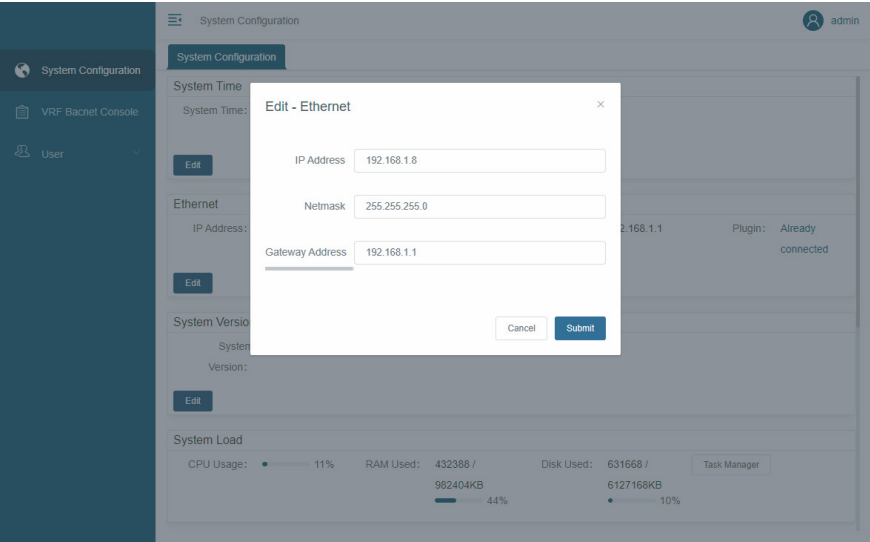 System Configuration
admin
System Configuration
System Configuration
VRF Bacnet Console
User
System Time
System Time:
Edit
Edit - Ethernet
×
IP Address 192.168.1.8
Netmask 255.255.255.0
Gateway Address 192.168.1.1
Cancel Submit
Ethernet
IP Address:
2.168.1.1 Plugin: Already
connected
Edit
System Versio
System
Version:
Edit
System Load
CPU Usage: 11% RAM Used: 432388 / Disk Used: 631668 / Task Manager
982404KB 6127168KB
44% 10%